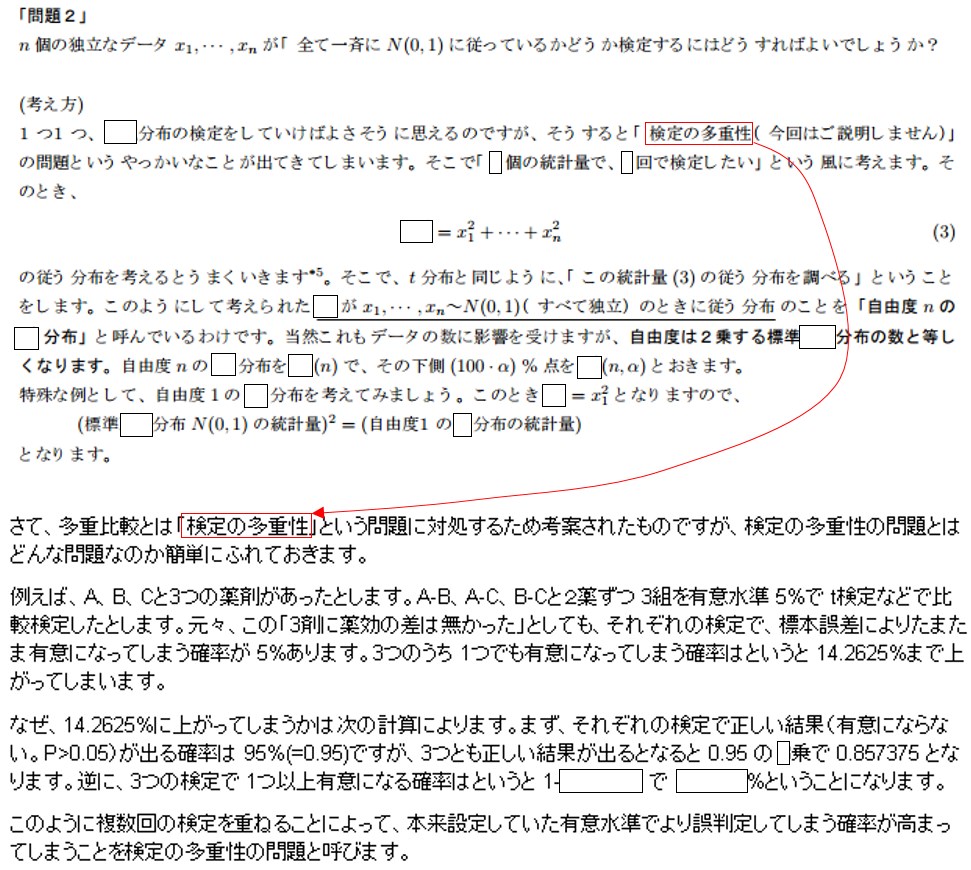 「問題２」
n 個の独立なデータ x₁, ··· , xₙ が「 全て一斉に N(0, 1) に従っているかどうか検定するにはどうすればよいでしょうか？
(考え方)
１つ１つ、□分布の検定をしていけばよさそうに思えるのですが、そうすると「 検定の多重性( 今回はご説明しません)」
の問題というやっかいなことが出てきてしまいます。そこで「□個の統計量で、□回で検定したい」という風に考えます。そ
のとき、
□ = x₁² + ··· + xₙ² (3)
の従う分布を考えるとうまくいきます*5。そこで、t 分布と同じように、「 この統計量 (3) の従う分布を調べる」ということ
をします。このようにして考えられた□が x₁, ··· , xₙ～N(0, 1)( すべて独立) のときに従う分布のことを「自由度 n の
□分布」と呼んでいるわけです。当然これもデータの数に影響を受けますが、自由度は２乗する標準□分布の数と等し
くなります。自由度 n の□分布を□(n) で、その下側 (100 · α) % 点を□(n, α) とおきます。
特殊な例として、自由度 1 の□分布を考えてみましょう。このとき□ = x₁² となりますので、
(標準□分布 N(0, 1) の統計量)² = (自由度1 の□分布の統計量)
となります。
さて、多重比較とは「検定の多重性」という問題に対処するため考案されたものですが、検定の多重性の問題とは
どんな問題なのか簡単にふれておきます。
例えば、A、B、Cと3つの薬剤があったとします。A-B、A-C、B-Cと２薬ずつ 3組を有意水準 5%で t検定などで比
較検定したとします。元々、この「3剤に薬効の差は無かった」としても、それぞれの検定で、標本誤差によりたまた
ま有意になってしまう確率が 5%あります。3つのうち 1つでも有意になってしまう確率はというと 14.2625%まで上
がってしまいます。
なぜ、14.2625%に上がってしまうかは次の計算によります。まず、それぞれの検定で正しい結果（有意にならな
い。P>0.05）が出る確率は 95%(=0.95)ですが、3つとも正しい結果が出るとなると 0.95 の□乗で 0.857375 とな
ります。逆に、3つの検定で 1つ以上有意になる確率はというと 1-□ で □%ということになります。
このように複数回の検定を重ねることによって、本来設定していた有意水準でより誤判定してしまう確率が高まっ
てしまうことを検定の多重性の問題と呼びます。